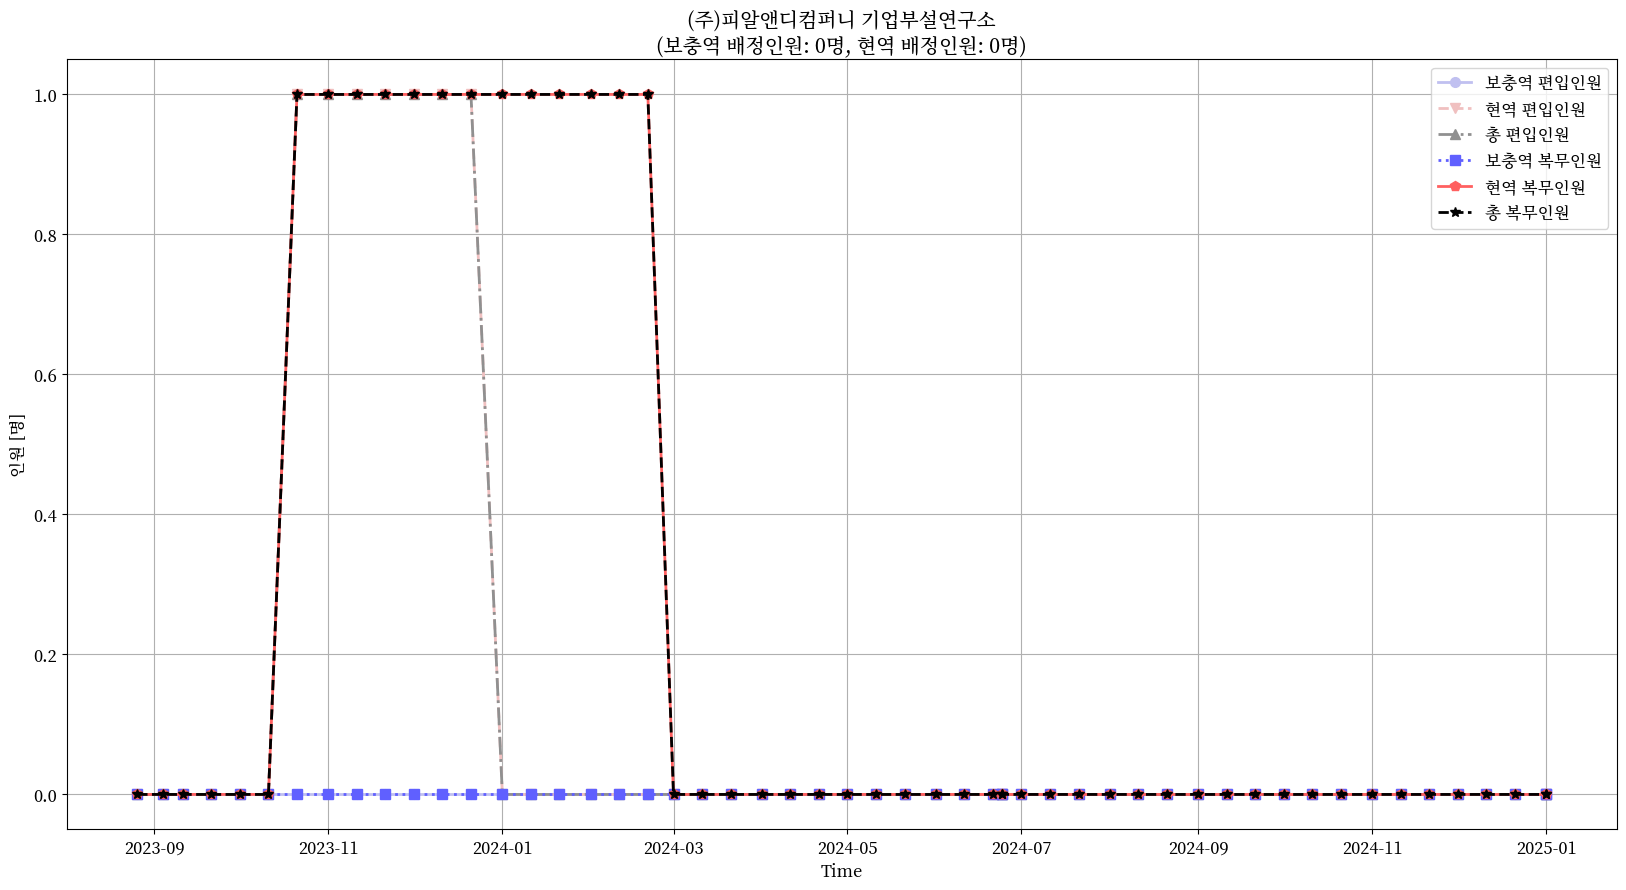 (주)피알앤디컴퍼니 기업부설연구소
(보충역 배정인원: 0명, 현역 배정인원: 0명)
보충역 편입인원
현역 편입인원
총 편입인원
보충역 복무인원
현역 복무인원
총 복무인원
1.0
0.8
0.6
0.4
0.2
0.0
인원 [명]
2023-09 2023-11 2024-01 2024-03 2024-05 2024-07 2024-09 2024-11 2025-01
Time